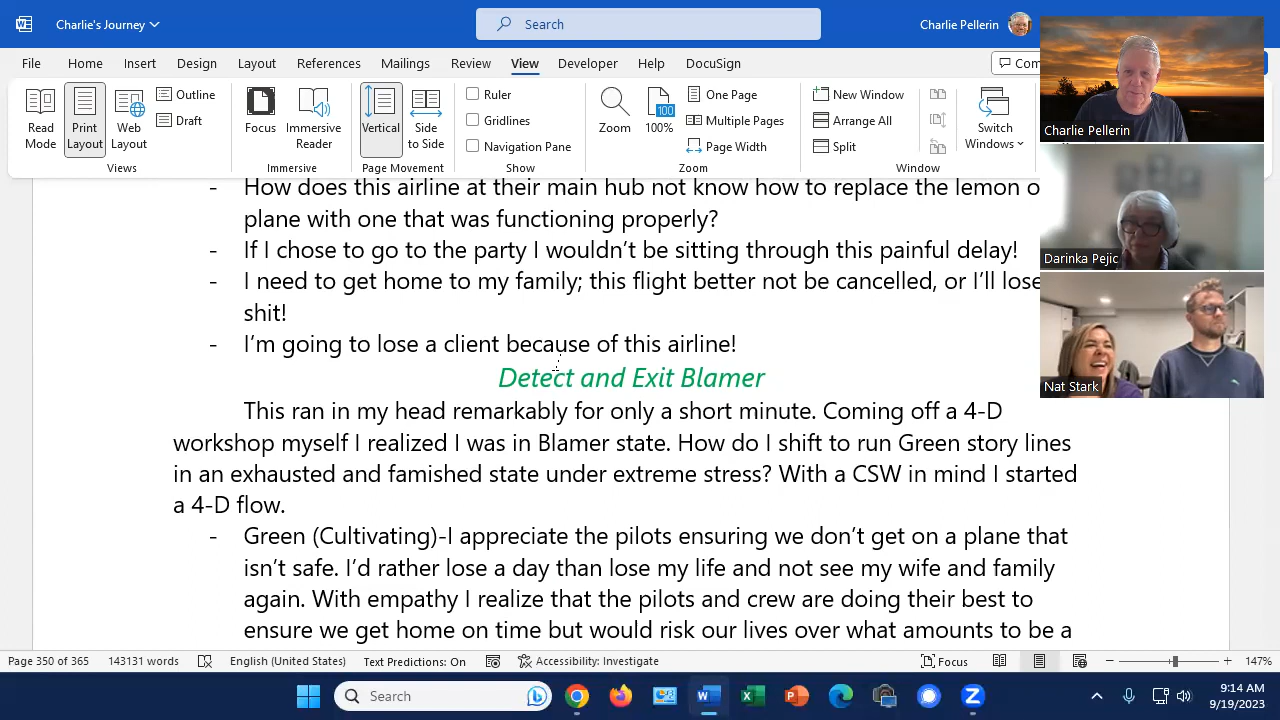 Charlie's Journey
Search
Charlie Pellerin
File Home Insert Design Layout References Mailings Review View Developer Help DocuSign
Com
Read Mode
Print Layout
Web Layout
Outline
Draft
Views
Focus
Immersive Reader
Immersive
Vertical
Side to Side
Page Movement
Ruler
Gridlines
Navigation Pane
Show
Zoom
100
100%
One Page
Multiple Pages
Page Width
Zoom
New Window
Arrange All
Split
Switch Windows
Window
Charlie Pellerin
Darinka Pejic
Nat Stark
- How does this airline at their main hub not know how to replace the lemon o
plane with one that was functioning properly?
- If I chose to go to the party I wouldn't be sitting through this painful delay!
- I need to get home to my family; this flight better not be cancelled, or I'll lose
shit!
- I'm going to lose a client because of this airline!
Detect and Exit Blamer
This ran in my head remarkably for only a short minute. Coming off a 4-D
workshop myself I realized I was in Blamer state. How do I shift to run Green story lines
in an exhausted and famished state under extreme stress? With a CSW in mind I started
a 4-D flow.
- Green (Cultivating)-I appreciate the pilots ensuring we don't get on a plane that
isn't safe. I'd rather lose a day than lose my life and not see my wife and family
again. With empathy I realize that the pilots and crew are doing their best to
ensure we get home on time but would risk our lives over what amounts to be a
Page 350 of 365 143131 words English (United States) Text Predictions: On Accessibility: Investigate Focus 147%
Search
9:14 AM
9/19/2023